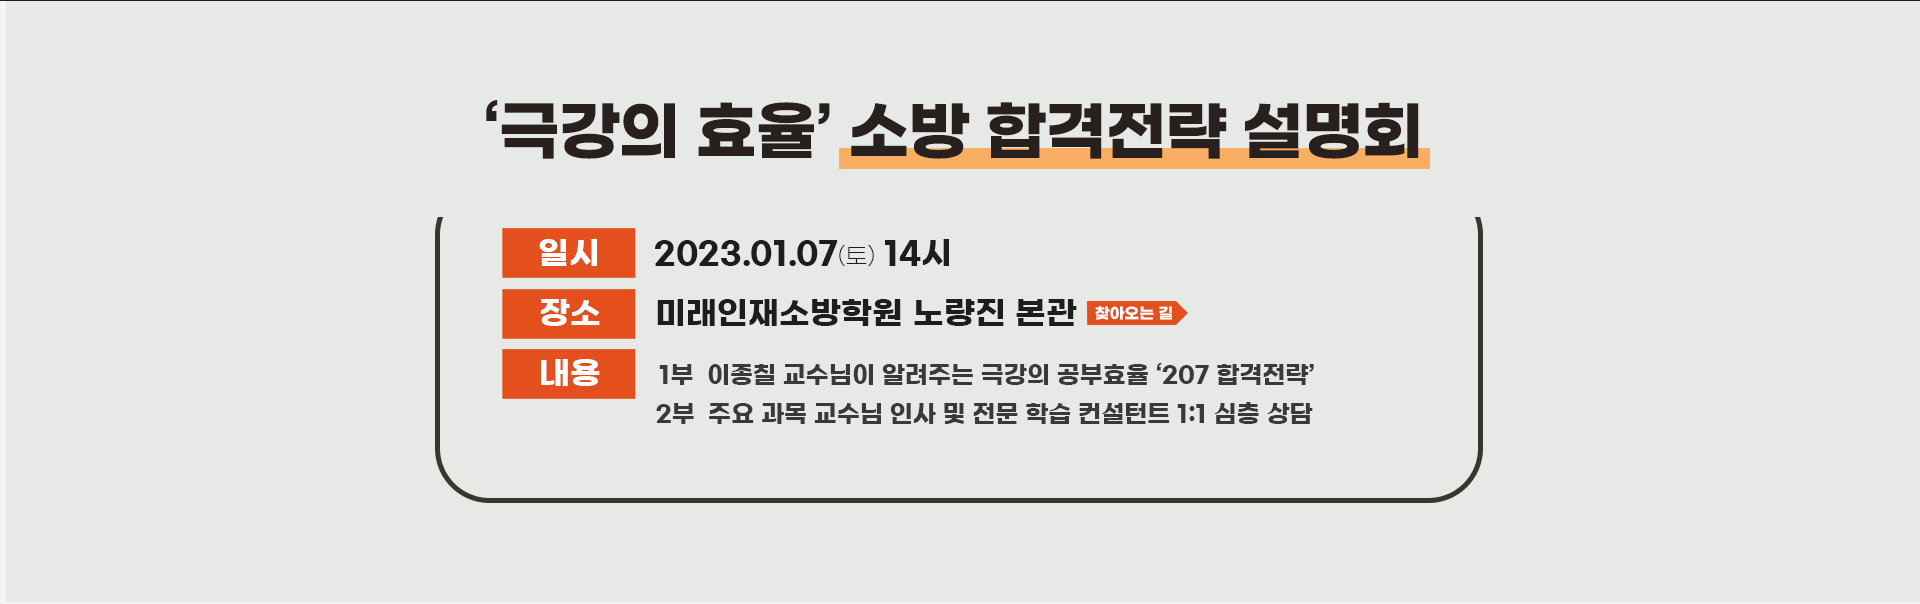 ‘극강의 효율’ 소방 합격전략 설명회
일시 2023.01.07(토) 14시
장소 미래인재소방학원 노량진 본관 찾아오는 길
내용 1부 이종칠 교수님이 알려주는 극강의 공부효율 ‘207 합격전략’
2부 주요 과목 교수님 인사 및 전문 학습 컨설턴트 1:1 심층 상담